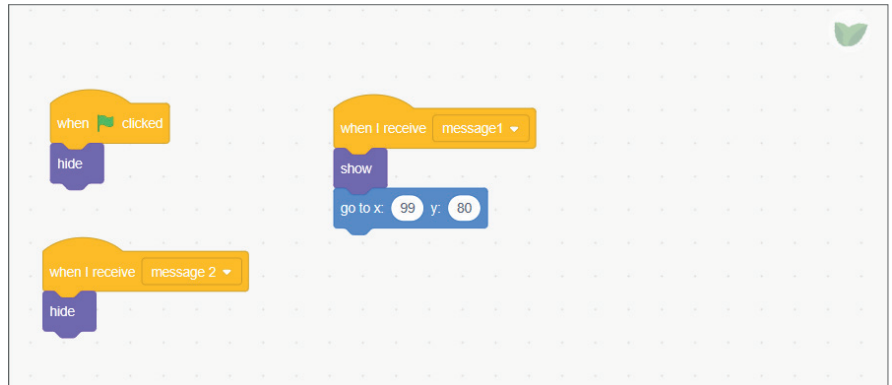 when clicked
hide
when I receive message1
show
go to x: 99 y: 80
when I receive message 2
hide